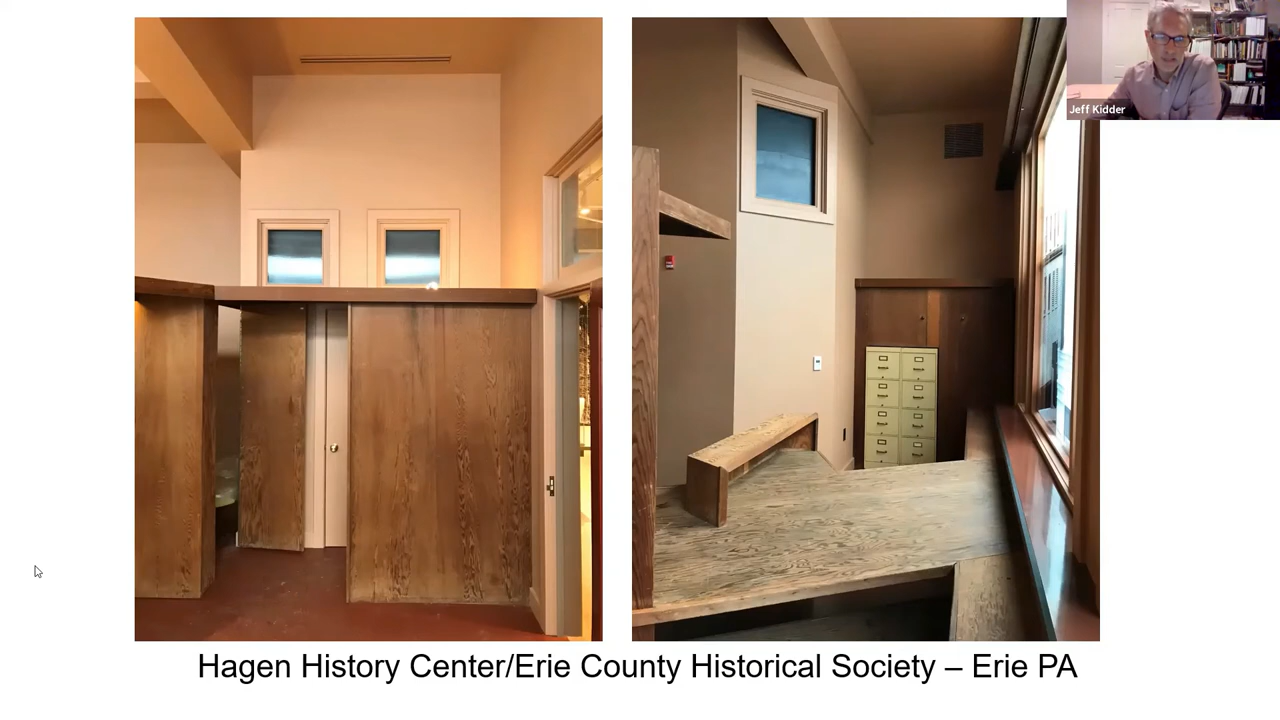 Jeff Kidder
Hagen History Center/Erie County Historical Society – Erie PA